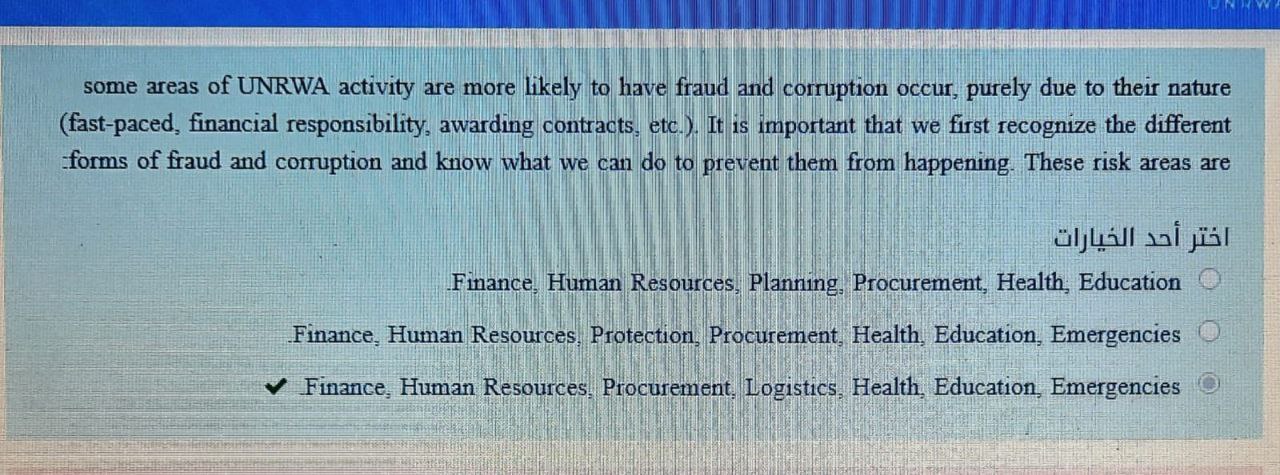 UNRWA
some areas of UNRWA activity are more likely to have fraud and corruption occur, purely due to their nature
(fast-paced, financial responsibility, awarding contracts, etc.). It is important that we first recognize the different
:forms of fraud and corruption and know what we can do to prevent them from happening. These risk areas are
اختر أحد الخيارات
.Finance, Human Resources, Planning, Procurement, Health, Education
.Finance, Human Resources, Protection, Procurement, Health, Education, Emergencies
.Finance, Human Resources, Procurement, Logistics, Health, Education, Emergencies